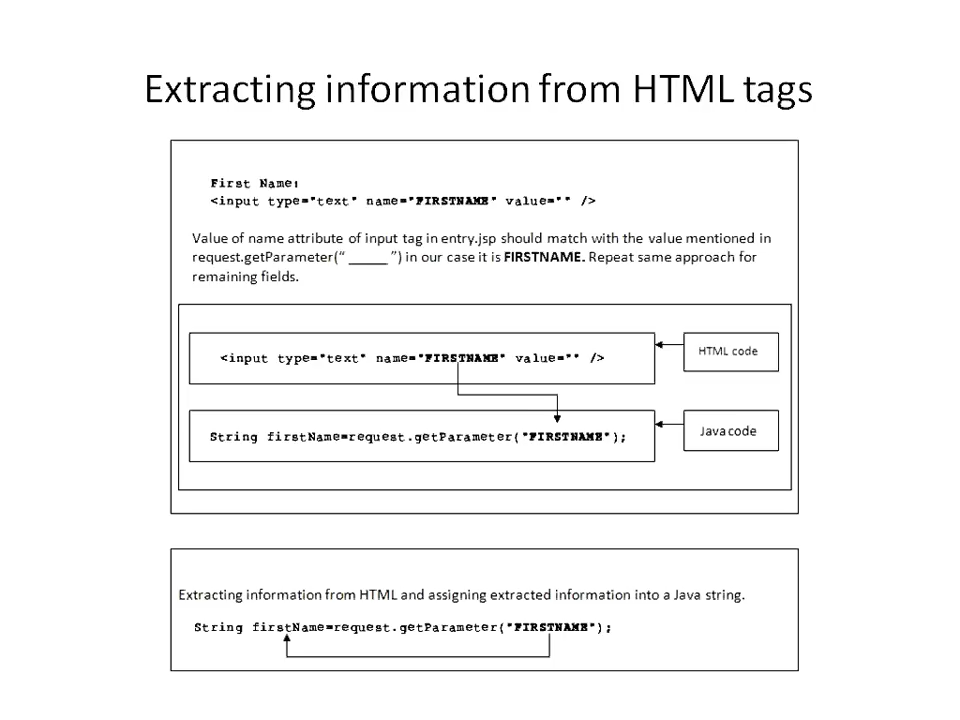 Extracting information from HTML tags
First Name:
<input type="text" name="FIRSTNAME" value="" />
Value of name attribute of input tag in entry.jsp should match with the value mentioned in
request.getParameter(“ _____ ”) in our case it is FIRSTNAME. Repeat same approach for
remaining fields.
<input type="text" name="FIRSTNAME" value="" />
HTML code
String firstName=request.getParameter("FIRSTNAME");
Java code
Extracting information from HTML and assigning extracted information into a Java string.
String firstName=request.getParameter("FIRSTNAME");